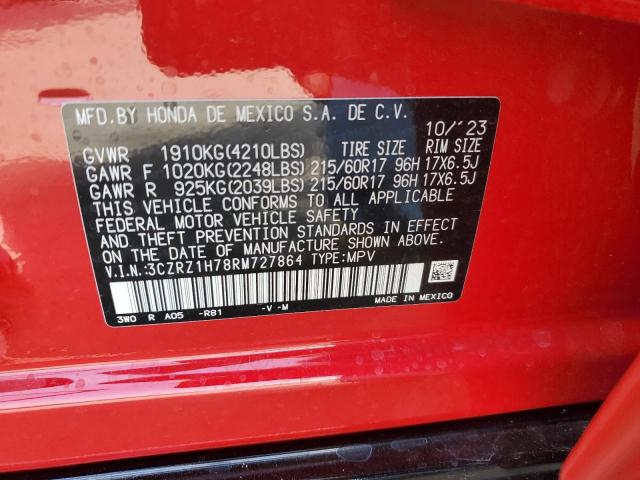 MFD.BY HONDA DE MEXICO S.A. DE C.V.
10/'23
GVWR 1910KG(4210LBS) TIRE SIZE RIM SIZE
GAWR F 1020KG(2248LBS) 215/60R17 96H 17X6.5J
GAWR R 925KG(2039LBS) 215/60R17 96H 17X6.5J
THIS VEHICLE CONFORMS TO ALL APPLICABLE
FEDERAL MOTOR VEHICLE SAFETY
AND THEFT PREVENTION STANDARDS IN EFFECT
ON THE DATE OF MANUFACTURE SHOWN ABOVE.
V.I.N.:3CZRZ1H78RM727864 TYPE:MPV
3W0 R A05 -R81 -V -M MADE IN MEXICO